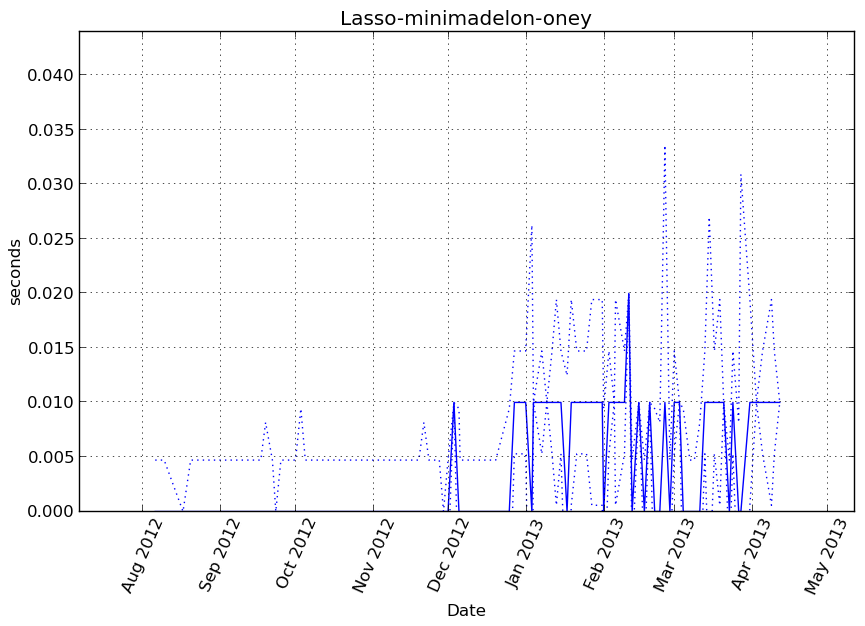 Lasso-minimadelon-oney
0.040
0.035
0.030
0.025
0.020
0.015
0.010
0.005
0.000
seconds
Aug 2012
Sep 2012
Oct 2012
Nov 2012
Dec 2012
Jan 2013
Feb 2013
Mar 2013
Apr 2013
May 2013
Date